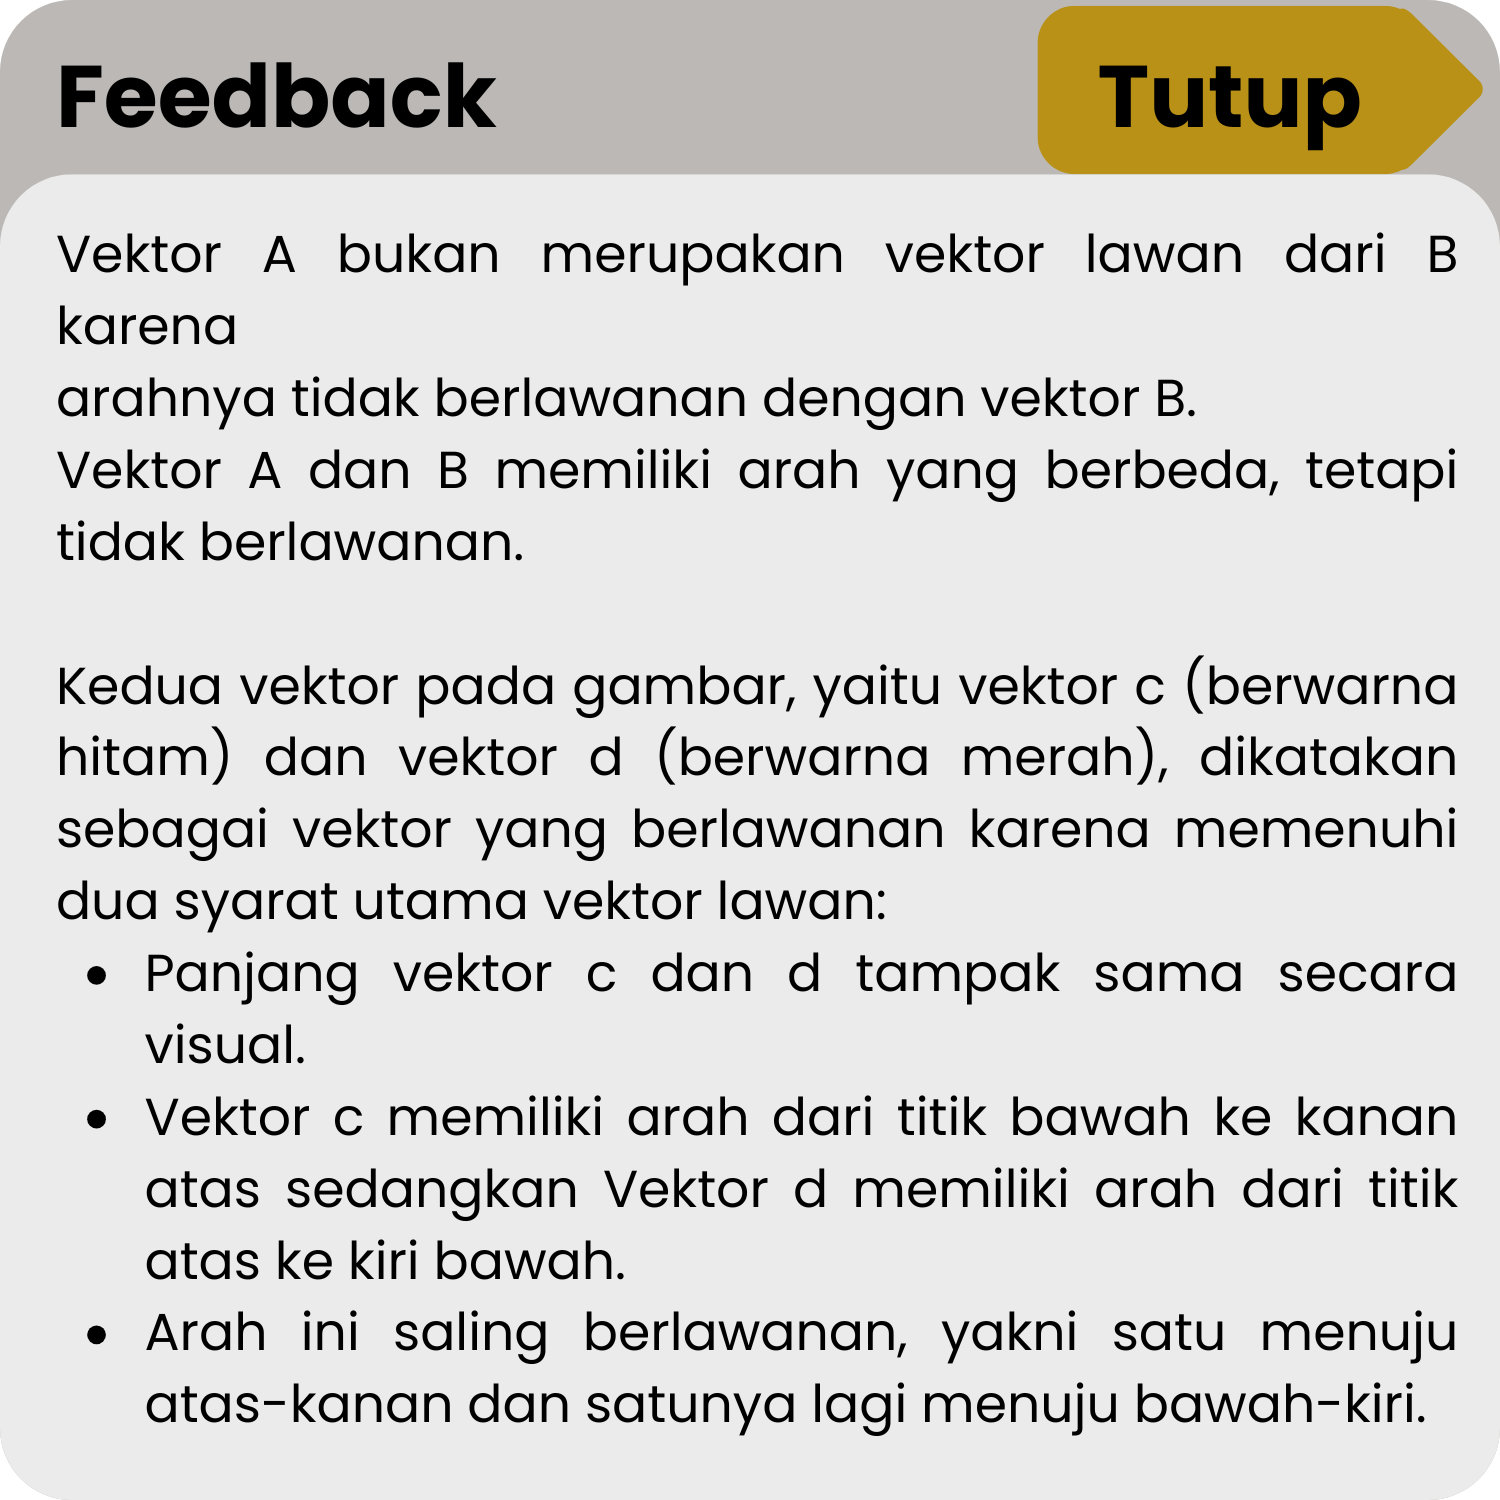 Feedback
Tutup
Vektor A bukan merupakan vektor lawan dari B
karena
arahnya tidak berlawanan dengan vektor B.
Vektor A dan B memiliki arah yang berbeda, tetapi
tidak berlawanan.
Kedua vektor pada gambar, yaitu vektor c (berwarna
hitam) dan vektor d (berwarna merah), dikatakan
sebagai vektor yang berlawanan karena memenuhi
dua syarat utama vektor lawan:
• Panjang vektor c dan d tampak sama secara
visual.
• Vektor c memiliki arah dari titik bawah ke kanan
atas sedangkan Vektor d memiliki arah dari titik
atas ke kiri bawah.
• Arah ini saling berlawanan, yakni satu menuju
atas-kanan dan satunya lagi menuju bawah-kiri.